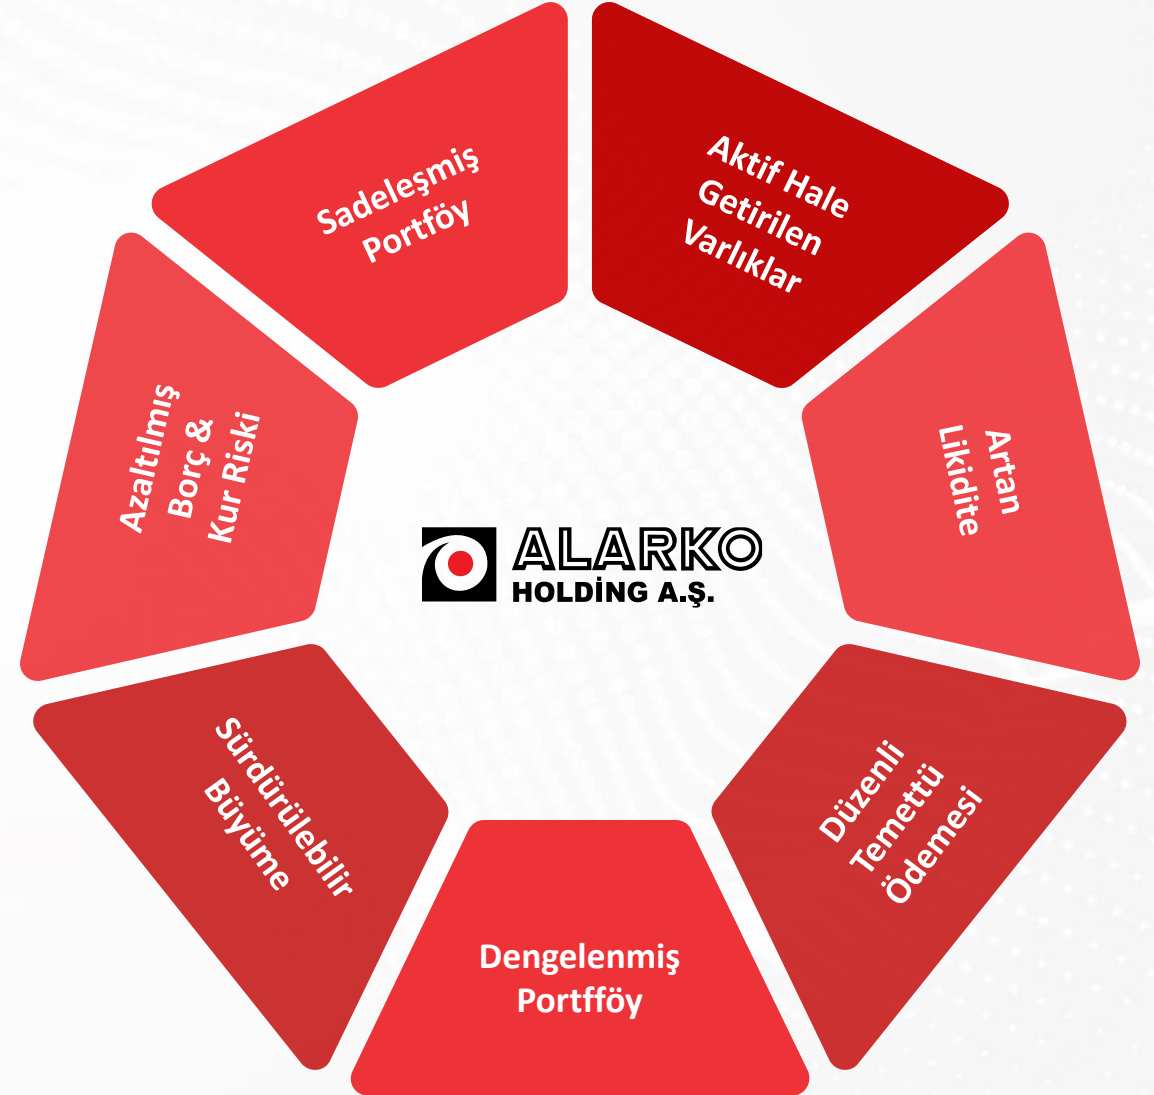 Aktif Hale
Getirilen
Varlıklar
Artan
Likidite
Düzenli
Temettü
Ödemesi
Dengelenmiş
Portfföy
Sürdürülebilir
Büyüme
Azaltılmış
Borç &
Kur Riski
Sadeleşmiş
Portföy
ALARKO
HOLDİNG A.Ş.